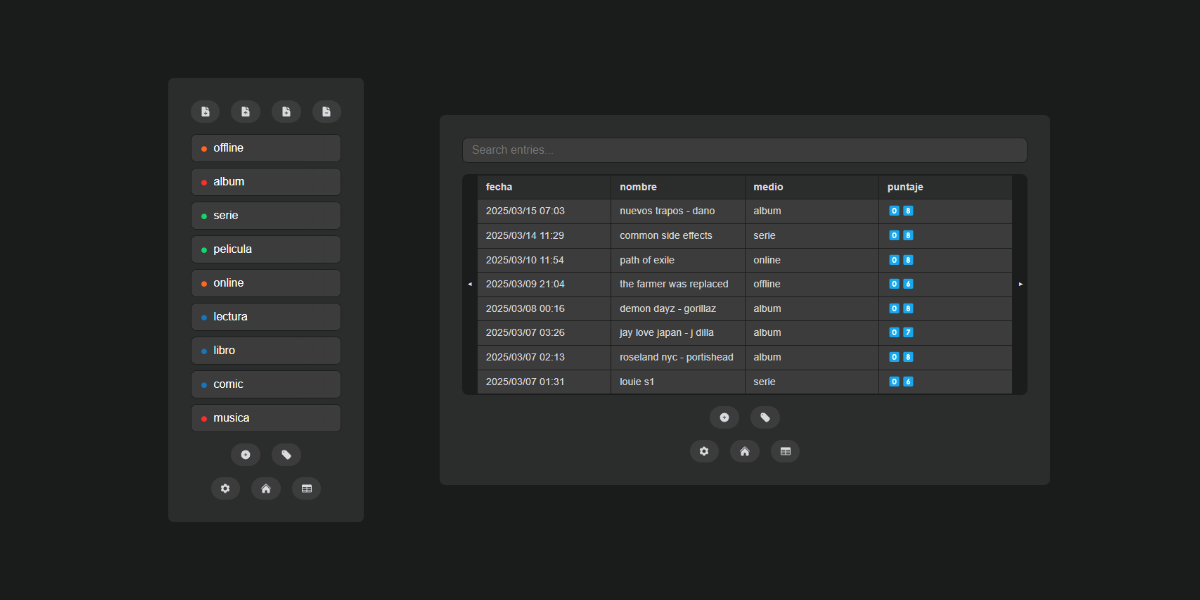 offline
album
serie
pelicula
online
lectura
libro
comic
musica
Search entries...
fecha nombre medio puntaje
2025/03/15 07:03 nuevos trapos - dano album 0 8
2025/03/14 11:29 common side effects serie 0 8
2025/03/10 11:54 path of exile online 0 8
2025/03/09 21:04 the farmer was replaced offline 0 6
2025/03/08 00:16 demon dayz - gorillaz album 0 8
2025/03/07 03:26 jay love japan - j dilla album 0 7
2025/03/07 02:13 roseland nyc - portishead album 0 8
2025/03/07 01:31 louie s1 serie 0 6